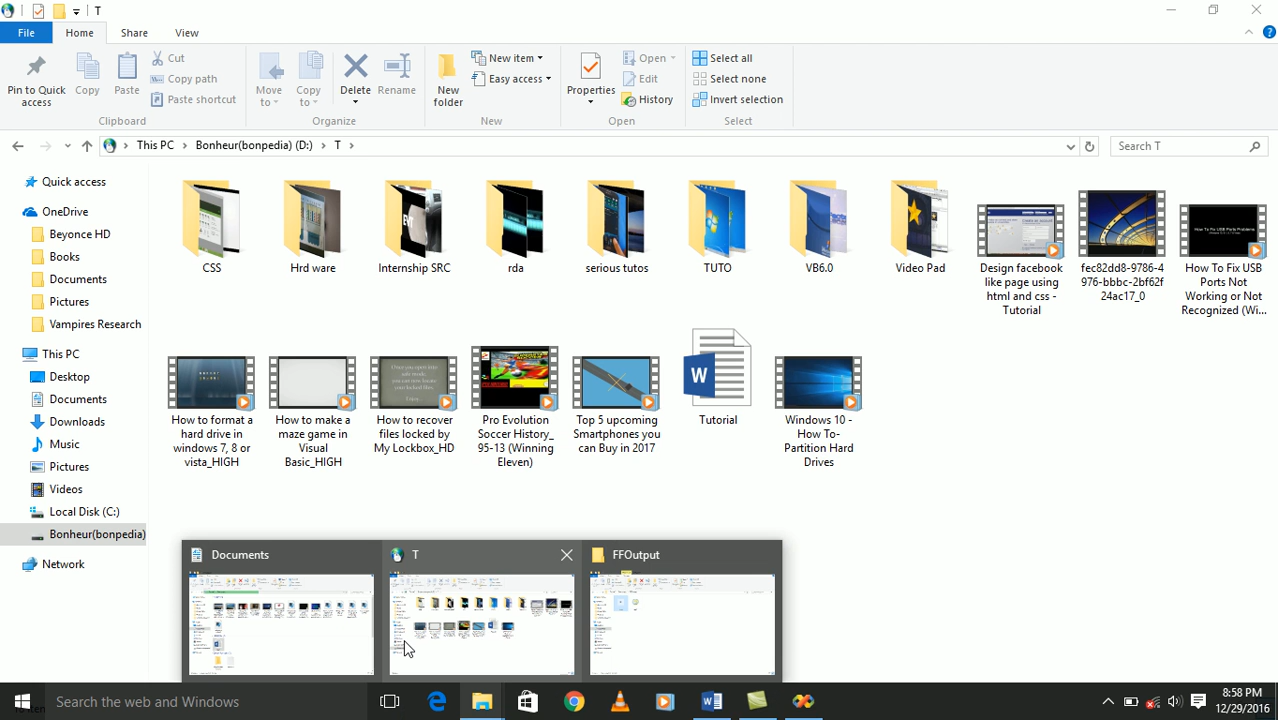 T
File Home Share View
Pin to Quick access
Copy
Paste
Cut
Copy path
Paste shortcut
Move to
Copy to
Delete
Rename
New folder
New item
Easy access
Properties
Open
Edit
History
Select all
Select none
Invert selection
Clipboard Organize New Open Select
This PC Bonheur(bonpedia) (D:) T
Search T
Quick access
OneDrive
Beyonce HD
Books
Documents
Pictures
Vampires Research
This PC
Desktop
Documents
Downloads
Music
Pictures
Videos
Local Disk (C:)
Bonheur(bonpedia)
Network
CSS
Hrd ware
Internship SRC
rda
serious tutos
TUTO
VB6.0
Video Pad
Design facebook
like page using
html and css -
Tutorial
fec82dd8-9786-4
976-bbbc-2bf62f
24ac17_0
How To Fix USB
Ports Not
Working or Not
Recognized (Wi...
How to format a
hard drive in
windows 7, 8 or
vista_HIGH
How to make a
maze game in
Visual
Basic_HIGH
How to recover
files locked by
My Lockbox_HD
Pro Evolution
Soccer History_
95-13 (Winning
Eleven)
Top 5 upcoming
Smartphones you
can Buy in 2017
Tutorial
Windows 10 -
How To-
Partition Hard
Drives
Documents
T
FFOutput
Search the web and Windows
8:58 PM
12/29/2016